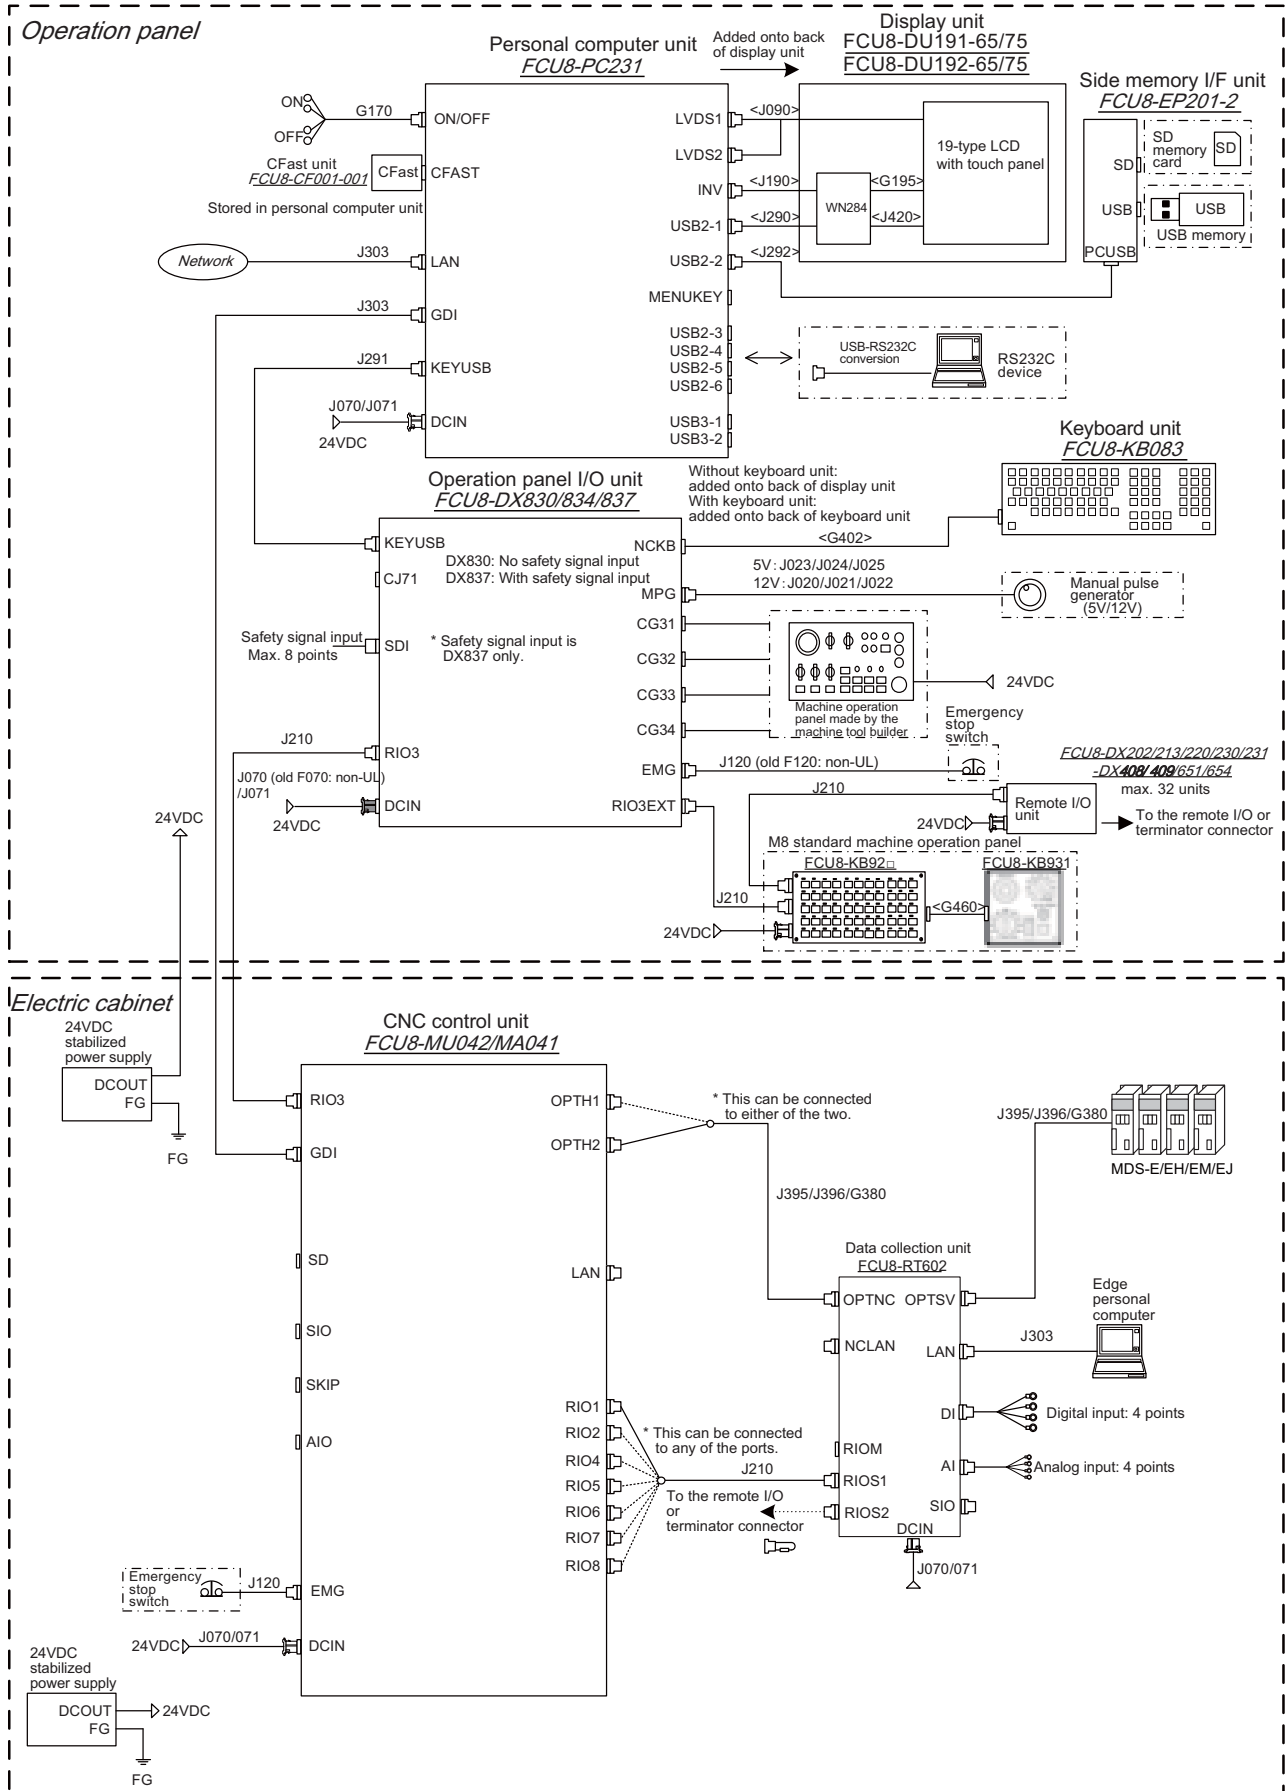 Operation panel
Personal computer unit
FCU8-PC231
Added onto back
of display unit
Display unit
FCU8-DU191-65/75
FCU8-DU192-65/75
Side memory I/F unit
FCU8-EP201-2
ON
OFF
G170
ON/OFF
CFast unit
FCU8-CF001-001
CFast
CFAST
Stored in personal computer unit
Network
J303
LAN
J303
GDI
J291
KEYUSB
J070/J071
24VDC
DCIN
LVDS1
LVDS2
INV
USB2-1
USB2-2
MENUKEY
USB2-3
USB2-4
USB2-5
USB2-6
USB3-1
USB3-2
<J090>
<J190>
<J290>
<J292>
WN284
<G195>
<J420>
19-type LCD
with touch panel
SD
USB
PCUSB
SD
memory
card
SD
USB
USB memory
USB-RS232C
conversion
RS232C
device
Operation panel I/O unit
FCU8-DX830/834/837
KEYUSB
CJ71
DX830: No safety signal input
DX837: With safety signal input
Safety signal input
Max. 8 points
SDI
* Safety signal input is
DX837 only.
J210
RIO3
J070 (old F070: non-UL)
/J071
24VDC
DCIN
NCKB
MPG
CG31
CG32
CG33
CG34
EMG
RIO3EXT
Without keyboard unit:
added onto back of display unit
With keyboard unit:
added onto back of keyboard unit
<G402>
Keyboard unit
FCU8-KB083
5V : J023/J024/J025
12V : J020/J021/J022
Manual pulse
generator
(5V/12V)
Machine operation
panel made by the
machine tool builder
24VDC
Emergency
stop
switch
J120 (old F120: non-UL)
FCU8-DX202/213/220/230/231
-DX408/409/651/654
max. 32 units
J210
Remote I/O
unit
24VDC
To the remote I/O or
terminator connector
M8 standard machine operation panel
FCU8-KB92□
FCU8-KB931
J210
<G460>
24VDC
24VDC
Electric cabinet
24VDC
stabilized
power supply
DCOUT
FG
FG
CNC control unit
FCU8-MU042/MA041
RIO3
GDI
SD
SIO
SKIP
AIO
EMG
DCIN
OPTH1
OPTH2
LAN
RIO1
RIO2
RIO4
RIO5
RIO6
RIO7
RIO8
* This can be connected
to either of the two.
J395/J396/G380
J395/J396/G380
MDS-E/EH/EM/EJ
Data collection unit
FCU8-RT602
OPTNC
OPTSV
NCLAN
LAN
DI
RIOM
AI
RIOS1
SIO
RIOS2
DCIN
J070/071
Edge
personal
computer
J303
Digital input: 4 points
Analog input: 4 points
* This can be connected
to any of the ports.
J210
To the remote I/O
or
terminator connector
Emergency
stop
switch
J120
24VDC
J070/071
24VDC
stabilized
power supply
DCOUT
24VDC
FG
FG